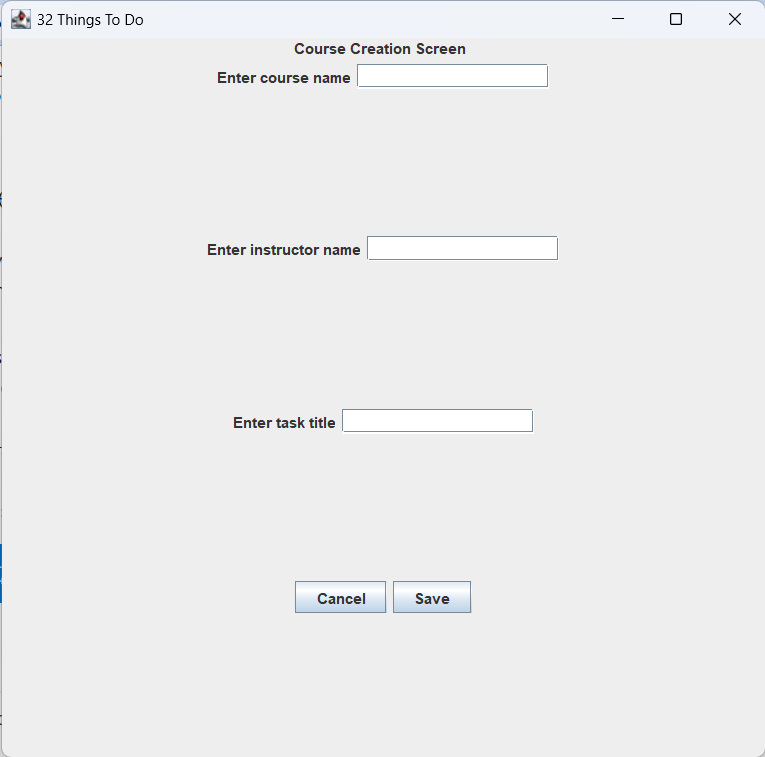 32 Things To Do
Course Creation Screen
Enter course name
Enter instructor name
Enter task title
Cancel Save